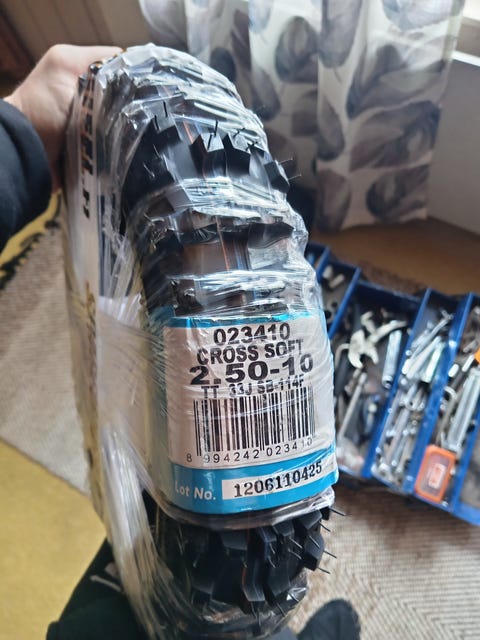 023410
CROSS SOFT
2.50-10
TT 33J SB-114F
8 994242 023410
Lot No. 1206110425